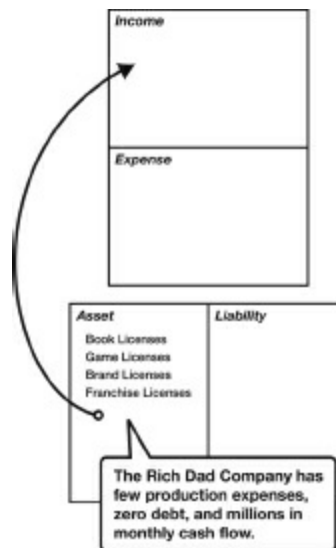 Income
Expense
Asset
Liability
Book Licenses
Game Licenses
Brand Licenses
Franchise Licenses
The Rich Dad Company has
few production expenses,
zero debt, and millions in
monthly cash flow.